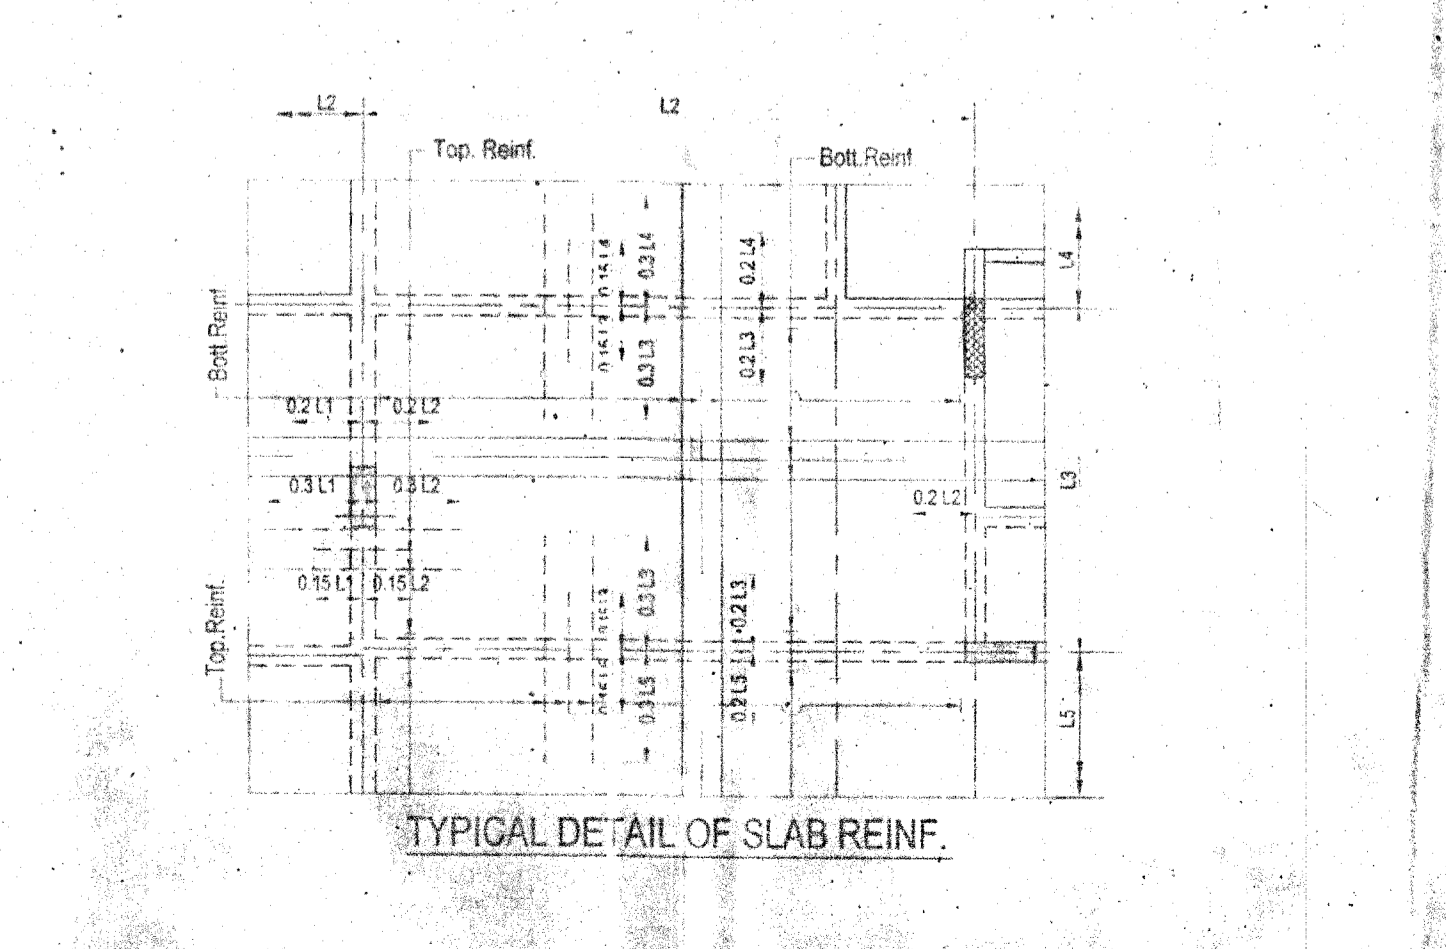 L2
L2
Top. Reinf.
Bott.Reinf
0.15 L4
0.3 L4
0.2 L4
L4
Bott.Reinf
0.3 L3
0.2 L3
0.2 L1
0.2 L2
0.3 L1
0.3 L2
L3
0.2 L2
0.15 L1
0.15 L2
0.3 L3
0.2 L3
Top.Reinf.
0.3 L5
0.2 L5
L5
TYPICAL DETAIL OF SLAB REINF.